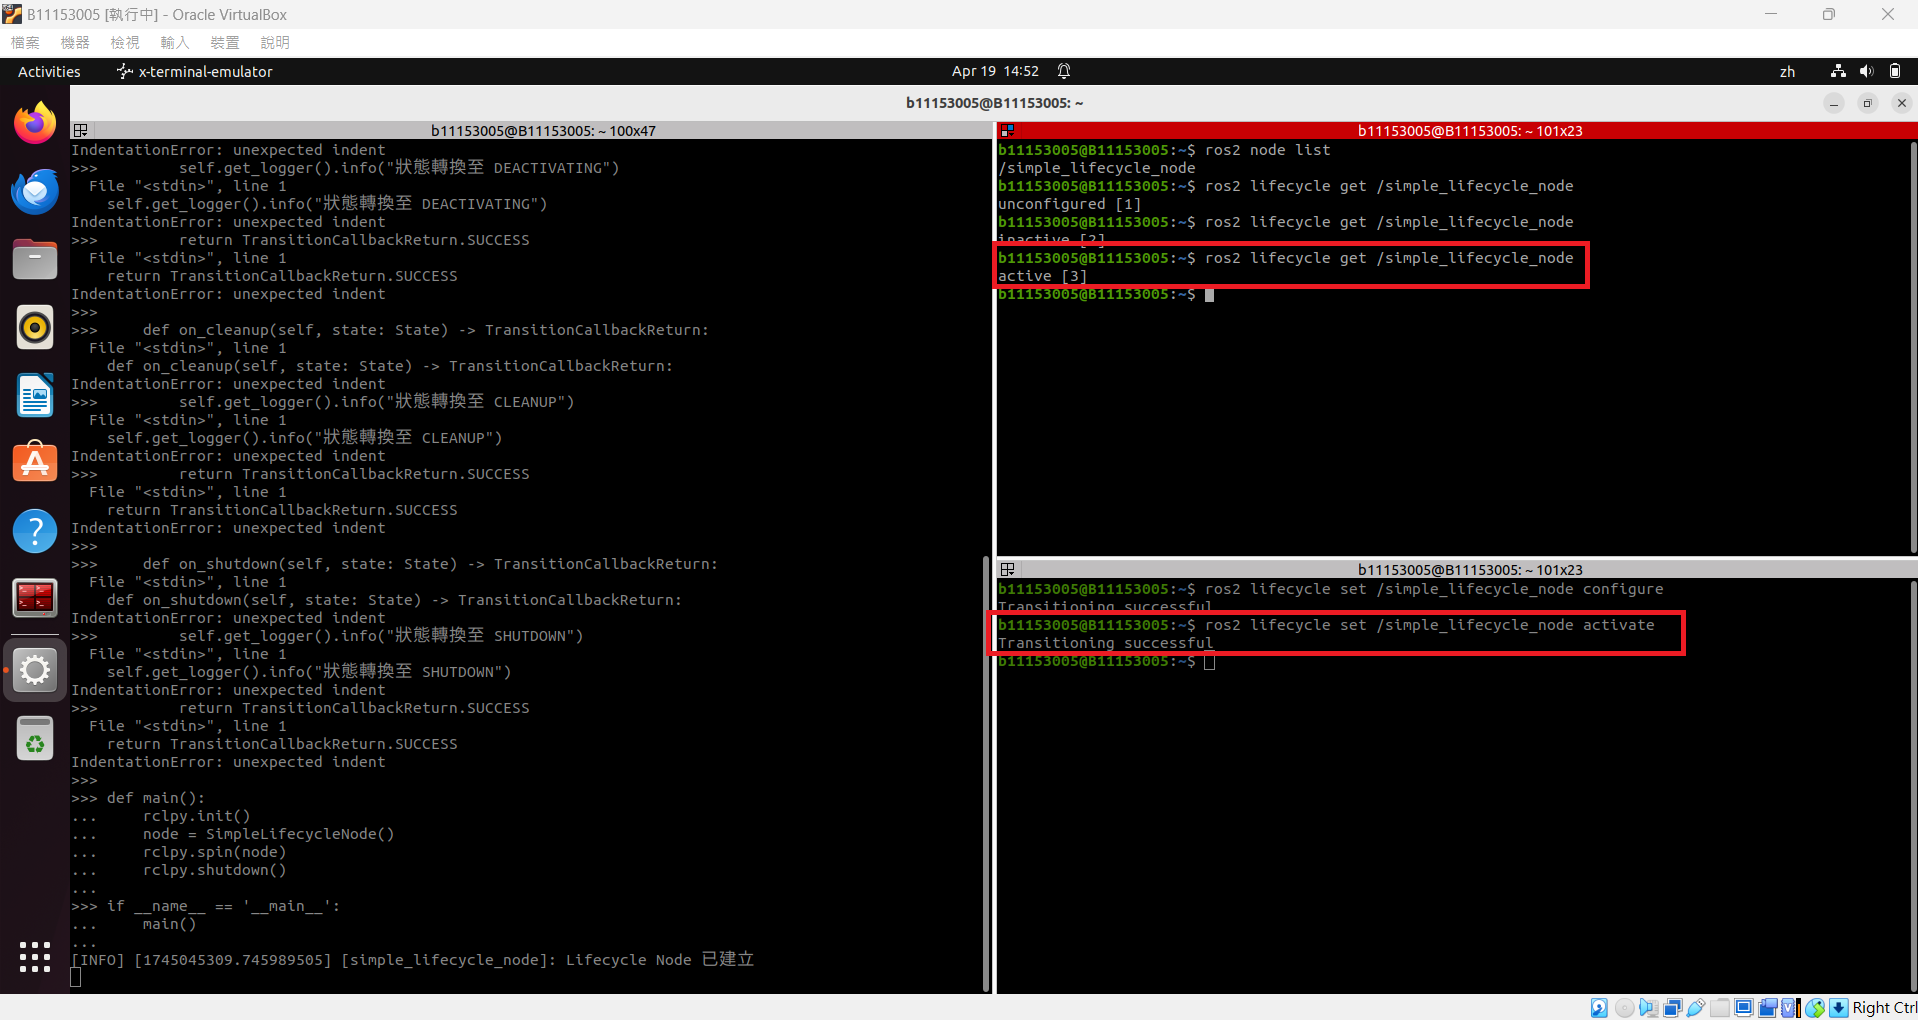 B11153005 [執行中] - Oracle VirtualBox
檔案 機器 檢視 輸入 裝置 說明
Activities x-terminal-emulator Apr 19 14:52 zh
b11153005@B11153005: ~
b11153005@B11153005: ~ 100x47
IndentationError: unexpected indent
>>>         self.get_logger().info("狀態轉換至 DEACTIVATING")
  File "<stdin>", line 1
    self.get_logger().info("狀態轉換至 DEACTIVATING")
IndentationError: unexpected indent
>>>         return TransitionCallbackReturn.SUCCESS
  File "<stdin>", line 1
    return TransitionCallbackReturn.SUCCESS
IndentationError: unexpected indent
>>>
>>>     def on_cleanup(self, state: State) -> TransitionCallbackReturn:
  File "<stdin>", line 1
    def on_cleanup(self, state: State) -> TransitionCallbackReturn:
IndentationError: unexpected indent
>>>         self.get_logger().info("狀態轉換至 CLEANUP")
  File "<stdin>", line 1
    self.get_logger().info("狀態轉換至 CLEANUP")
IndentationError: unexpected indent
>>>         return TransitionCallbackReturn.SUCCESS
  File "<stdin>", line 1
    return TransitionCallbackReturn.SUCCESS
IndentationError: unexpected indent
>>>
>>>     def on_shutdown(self, state: State) -> TransitionCallbackReturn:
  File "<stdin>", line 1
    def on_shutdown(self, state: State) -> TransitionCallbackReturn:
IndentationError: unexpected indent
>>>         self.get_logger().info("狀態轉換至 SHUTDOWN")
  File "<stdin>", line 1
    self.get_logger().info("狀態轉換至 SHUTDOWN")
IndentationError: unexpected indent
>>>         return TransitionCallbackReturn.SUCCESS
  File "<stdin>", line 1
    return TransitionCallbackReturn.SUCCESS
IndentationError: unexpected indent
>>>
>>> def main():
...     rclpy.init()
...     node = SimpleLifecycleNode()
...     rclpy.spin(node)
...     rclpy.shutdown()
...
>>> if __name__ == '__main__':
...     main()
...
[INFO] [1745045309.745989505] [simple_lifecycle_node]: Lifecycle Node 已建立
b11153005@B11153005: ~ 101x23
b11153005@B11153005:~$ ros2 node list
/simple_lifecycle_node
b11153005@B11153005:~$ ros2 lifecycle get /simple_lifecycle_node
unconfigured [1]
b11153005@B11153005:~$ ros2 lifecycle get /simple_lifecycle_node
inactive [2]
b11153005@B11153005:~$ ros2 lifecycle get /simple_lifecycle_node
active [3]
b11153005@B11153005:~$
b11153005@B11153005: ~ 101x23
b11153005@B11153005:~$ ros2 lifecycle set /simple_lifecycle_node configure
Transitioning successful
b11153005@B11153005:~$ ros2 lifecycle set /simple_lifecycle_node activate
Transitioning successful
b11153005@B11153005:~$
Right Ctrl